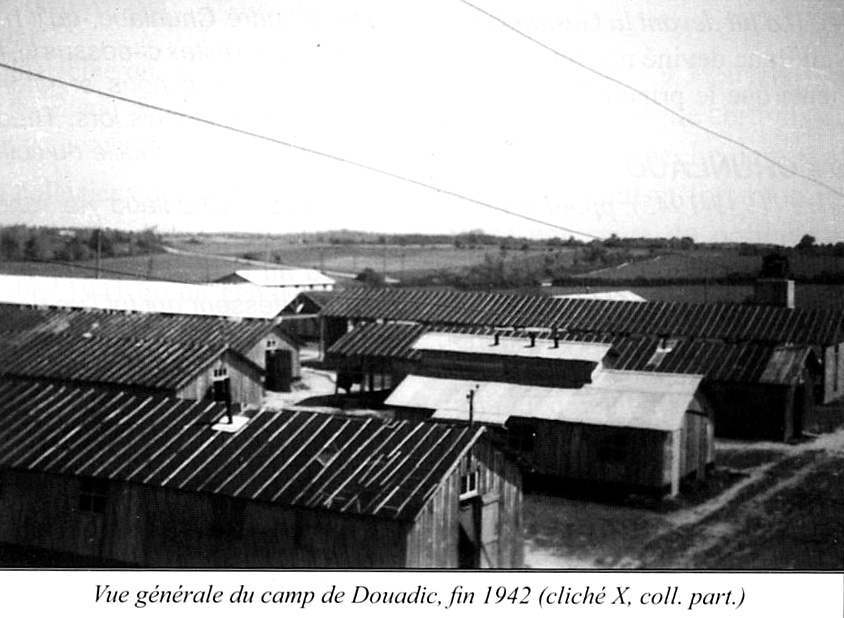 Vue générale du camp de Douadic, fin 1942 (cliché X, coll. part.)